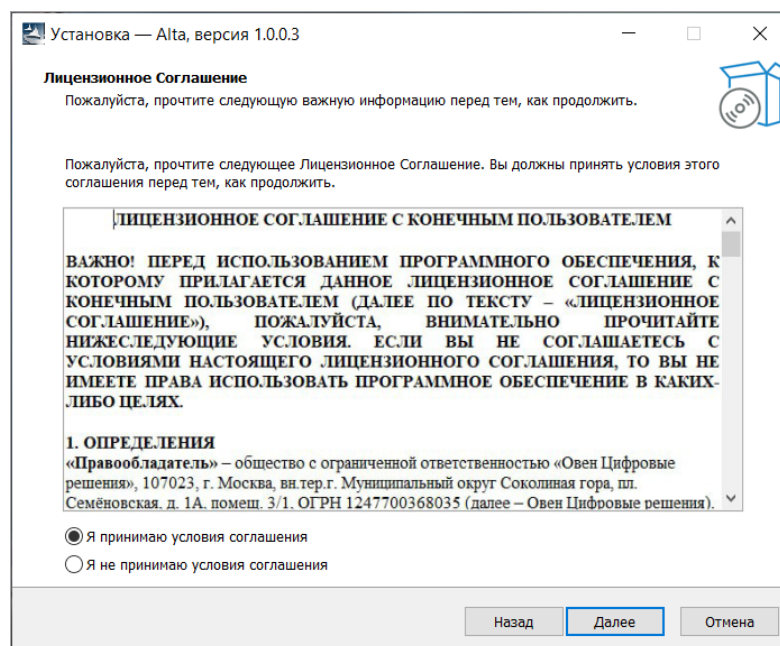 Установка — Alta, версия 1.0.0.3
Лицензионное Соглашение
Пожалуйста, прочтите следующую важную информацию перед тем, как продолжить.
Пожалуйста, прочтите следующее Лицензионное Соглашение. Вы должны принять условия этого
соглашения перед тем, как продолжить.
ЛИЦЕНЗИОННОЕ СОГЛАШЕНИЕ С КОНЕЧНЫМ ПОЛЬЗОВАТЕЛЕМ
ВАЖНО! ПЕРЕД ИСПОЛЬЗОВАНИЕМ ПРОГРАММНОГО ОБЕСПЕЧЕНИЯ, К
КОТОРОМУ ПРИЛАГАЕТСЯ ДАННОЕ ЛИЦЕНЗИОННОЕ СОГЛАШЕНИЕ С
КОНЕЧНЫМ ПОЛЬЗОВАТЕЛЕМ (ДАЛЕЕ ПО ТЕКСТУ – «ЛИЦЕНЗИОННОЕ
СОГЛАШЕНИЕ»), ПОЖАЛУЙСТА, ВНИМАТЕЛЬНО ПРОЧИТАЙТЕ
НИЖЕСЛЕДУЮЩИЕ УСЛОВИЯ. ЕСЛИ ВЫ НЕ СОГЛАШАЕТЕСЬ С
УСЛОВИЯМИ НАСТОЯЩЕГО ЛИЦЕНЗИОННОГО СОГЛАШЕНИЯ, ТО ВЫ НЕ
ИМЕЕТЕ ПРАВА ИСПОЛЬЗОВАТЬ ПРОГРАММНОЕ ОБЕСПЕЧЕНИЕ В КАКИХ-
ЛИБО ЦЕЛЯХ.
1. ОПРЕДЕЛЕНИЯ
«Правообладатель» – общество с ограниченной ответственностью «Овен Цифровые
решения», 107023, г. Москва, вн.тер.г. Муниципальный округ Соколиная гора, пл.
Семёновская, д. 1А, помещ. 3/1, ОГРН 1247700368035 (далее – Овен Цифровые решения).
Я принимаю условия соглашения
Я не принимаю условия соглашения
Назад
Далее
Отмена